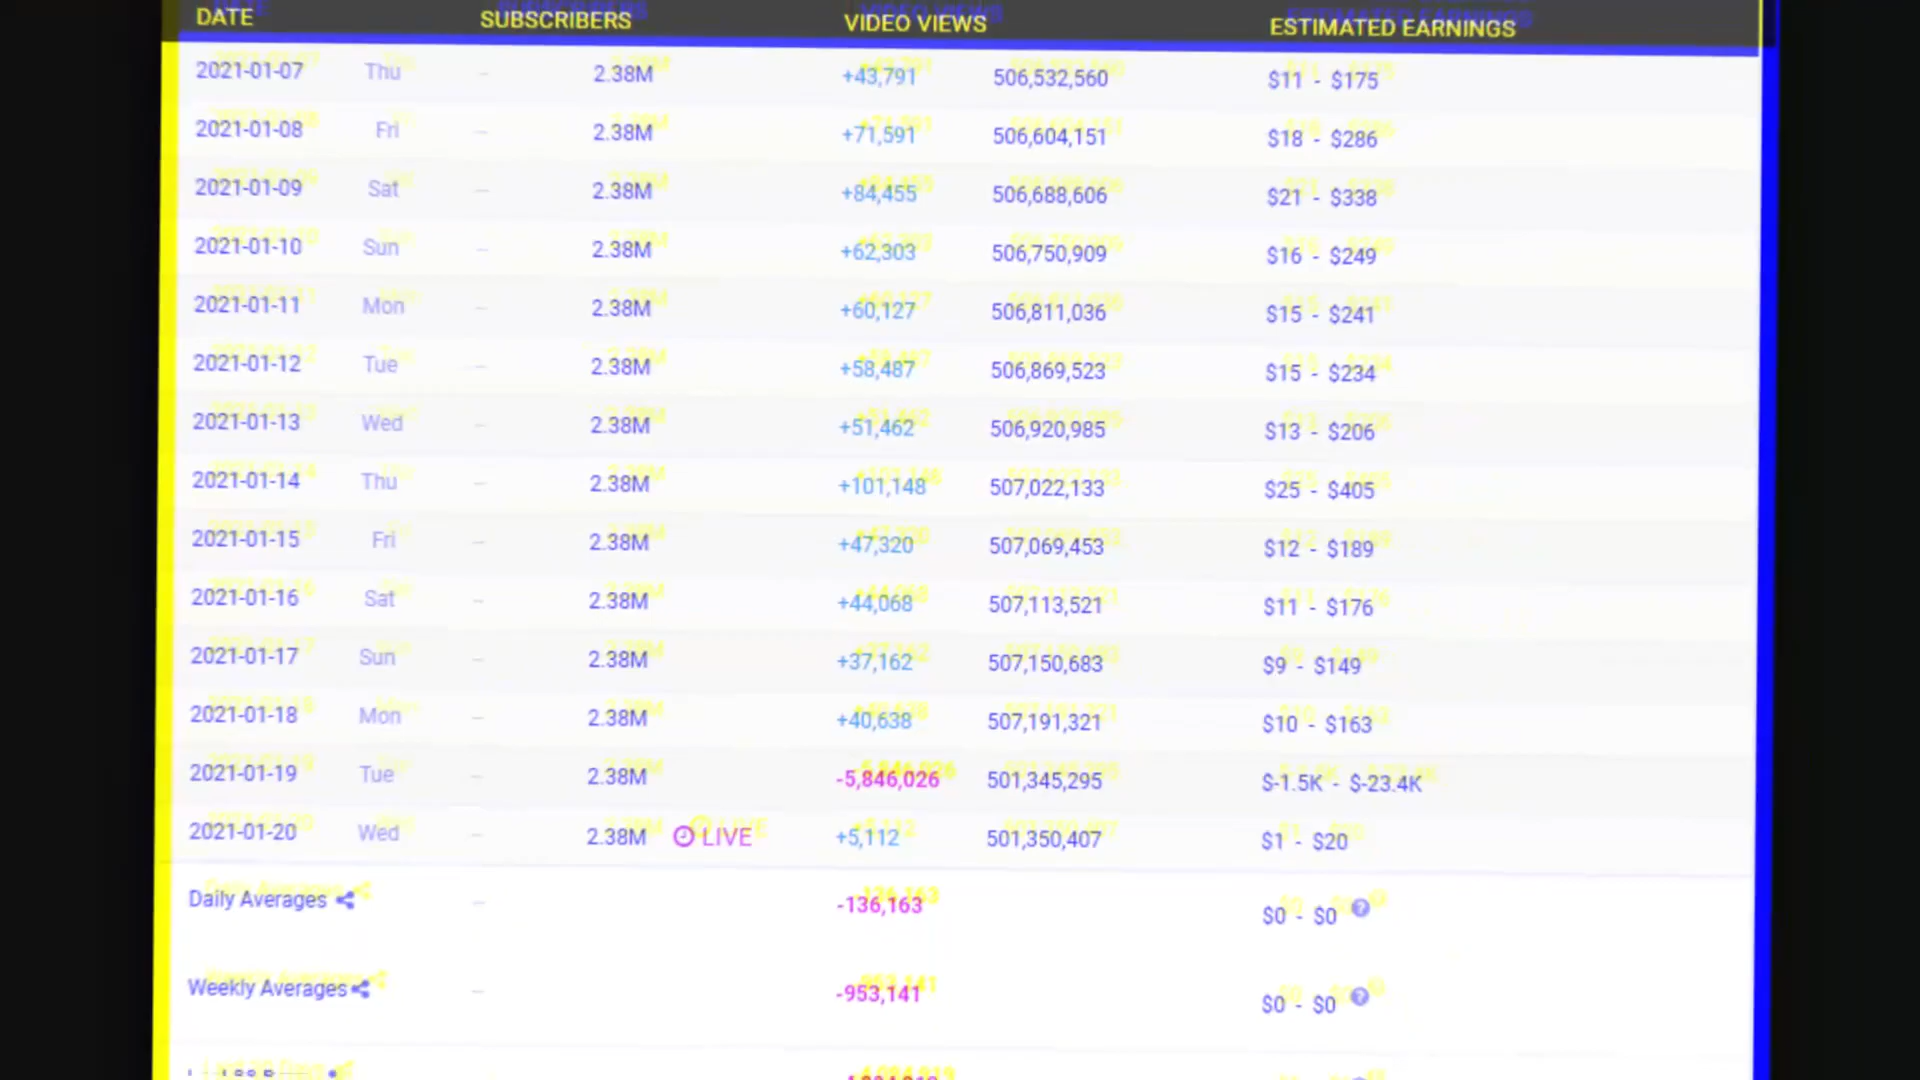 DATE SUBSCRIBERS VIDEO VIEWS ESTIMATED EARNINGS
2021-01-07 Thu -- 2.38M +43,791 506,532,560 $11 - $175
2021-01-08 Fri -- 2.38M +71,591 506,604,151 $18 - $286
2021-01-09 Sat -- 2.38M +84,455 506,688,606 $21 - $338
2021-01-10 Sun -- 2.38M +62,303 506,750,909 $16 - $249
2021-01-11 Mon -- 2.38M +60,127 506,811,036 $15 - $241
2021-01-12 Tue -- 2.38M +58,487 506,869,523 $15 - $234
2021-01-13 Wed -- 2.38M +51,462 506,920,985 $13 - $206
2021-01-14 Thu -- 2.38M +101,148 507,022,133 $25 - $405
2021-01-15 Fri -- 2.38M +47,320 507,069,453 $12 - $189
2021-01-16 Sat -- 2.38M +44,068 507,113,521 $11 - $176
2021-01-17 Sun -- 2.38M +37,162 507,150,683 $9 - $149
2021-01-18 Mon -- 2.38M +40,638 507,191,321 $10 - $163
2021-01-19 Tue -- 2.38M -5,846,026 501,345,295 $-1.5K - $-23.4K
2021-01-20 Wed -- 2.38M LIVE +5,112 501,350,407 $1 - $20
Daily Averages -- -136,163 $0 - $0
Weekly Averages -- -953,141 $0 - $0